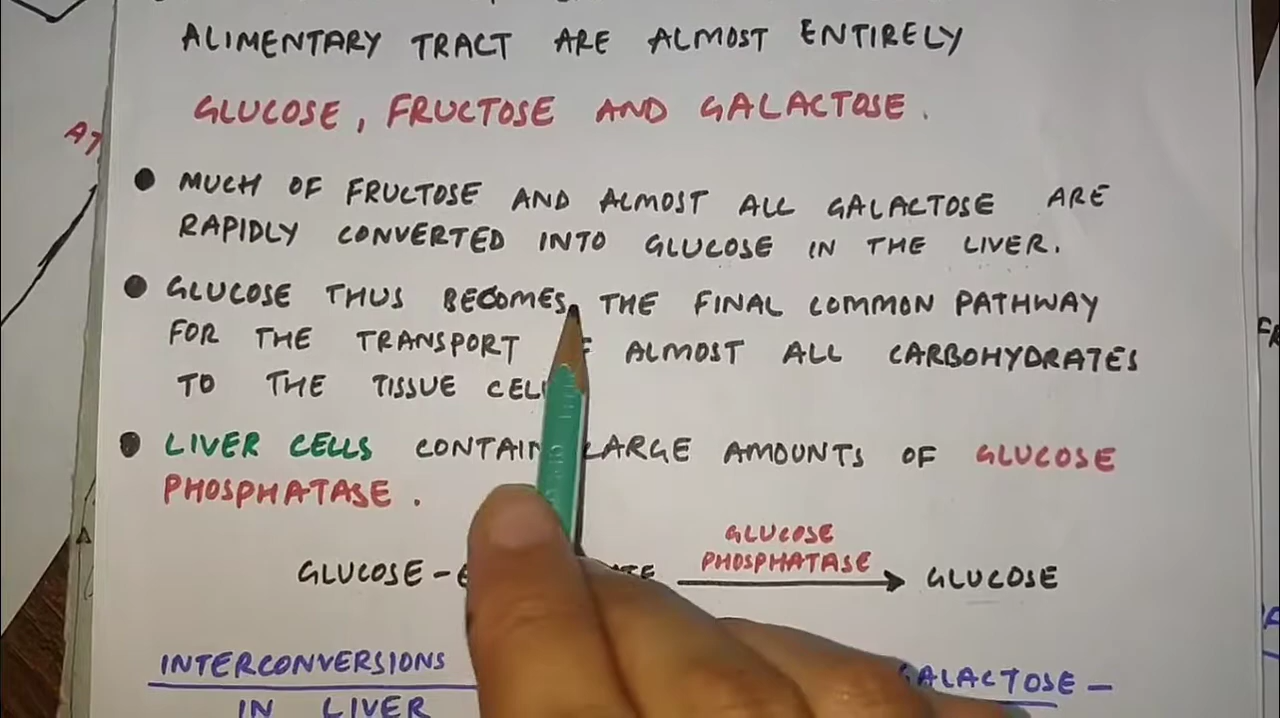 ALIMENTARY TRACT ARE ALMOST ENTIRELY
GLUCOSE, FRUCTOSE AND GALACTOSE.
• MUCH OF FRUCTOSE AND ALMOST ALL GALACTOSE ARE
RAPIDLY CONVERTED INTO GLUCOSE IN THE LIVER.
• GLUCOSE THUS BECOMES THE FINAL COMMON PATHWAY
FOR THE TRANSPORT ALMOST ALL CARBOHYDRATES
TO THE TISSUE
• LIVER CELLS CONTAIN LARGE AMOUNTS OF GLUCOSE
PHOSPHATASE.
GLUCOSE
PHOSPHATASE
GLUCOSE - GLUCOSE
INTERCONVERSIONS GALACTOSE -
IN LIVER